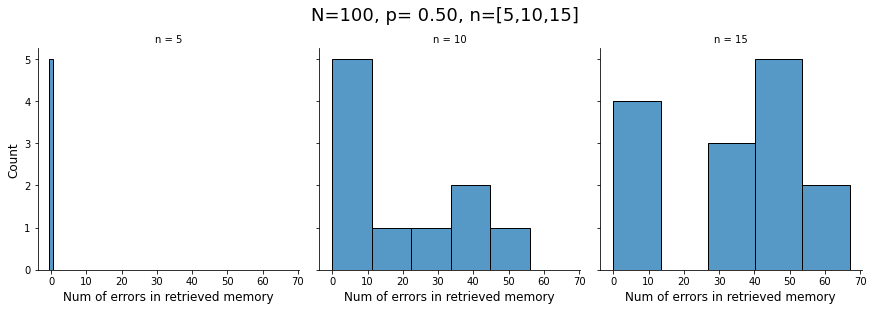 N=100, p= 0.50, n=[5,10,15]
n = 5
n = 10
n = 15
5
4
3
2
1
0
Count
0 10 20 30 40 50 60 70
0 10 20 30 40 50 60 70
0 10 20 30 40 50 60 70
Num of errors in retrieved memory
Num of errors in retrieved memory
Num of errors in retrieved memory